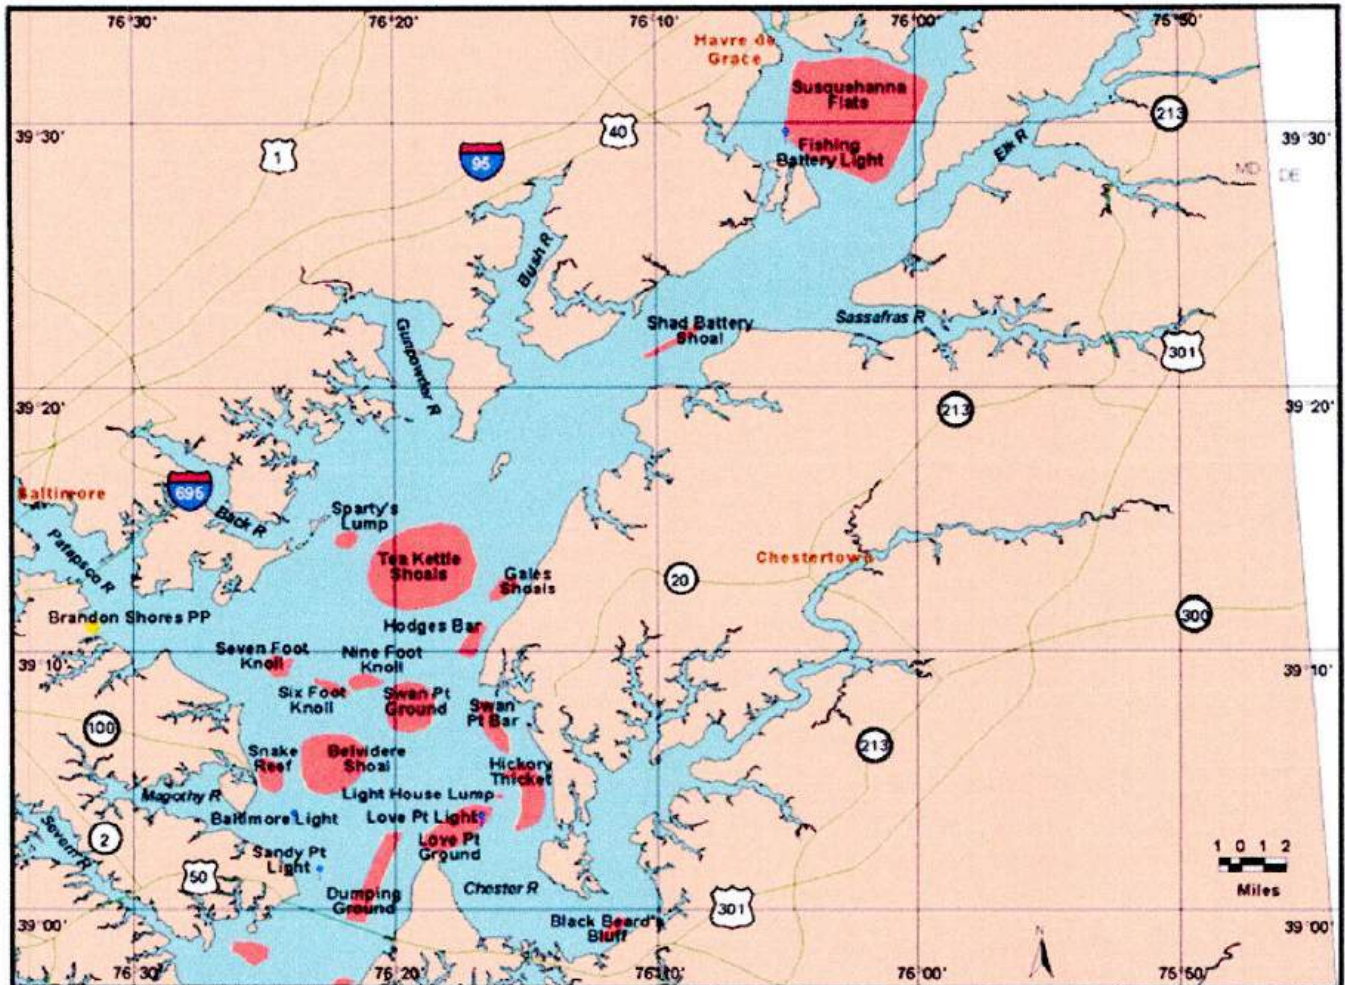 76°30'
76°20'
76°10'
76°00'
75°50'
Havre de
Grace
Susquehanna
Flats
213
39°30'
1
95
40
Fishing
Battery Light
Elk R
39°30'
MD
DE
Bush R
Gunpowder R
Shad Battery
Shoal
Sassafras R
301
39°20'
213
39°20'
Baltimore
695
Back R
Sparty's
Lump
Patapsco R
Tea Kettle
Shoals
Gales
Shoals
20
Chestertown
Brandon Shores PP
Hodges Bar
300
39°10'
Seven Foot
Knoll
Nine Foot
Knoll
39°10'
Six Foot
Knoll
Swan Pt
Ground
Swan
Pt Bar
100
213
Snake
Reef
Belvidere
Shoal
Hickory
Thicket
Magothy R
Light House Lump
Baltimore Light
Love Pt Light
2
Severn R
Love Pt
Ground
Sandy Pt
Light
50
Dumping
Ground
Chester R
301
1 0 1 2
Miles
Black Beard's
Bluff
39°00'
39°00'
N
76°30'
76°20'
76°10'
76°00'
75°50'